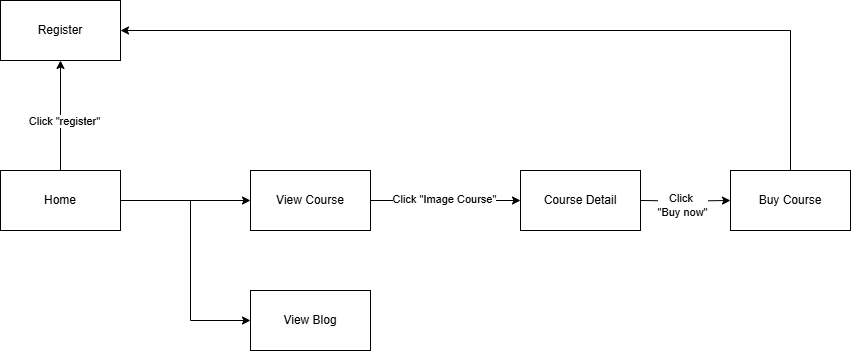 Register
Click "register"
Home
View Course
Click "Image Course"
Course Detail
Click
"Buy now"
Buy Course
View Blog